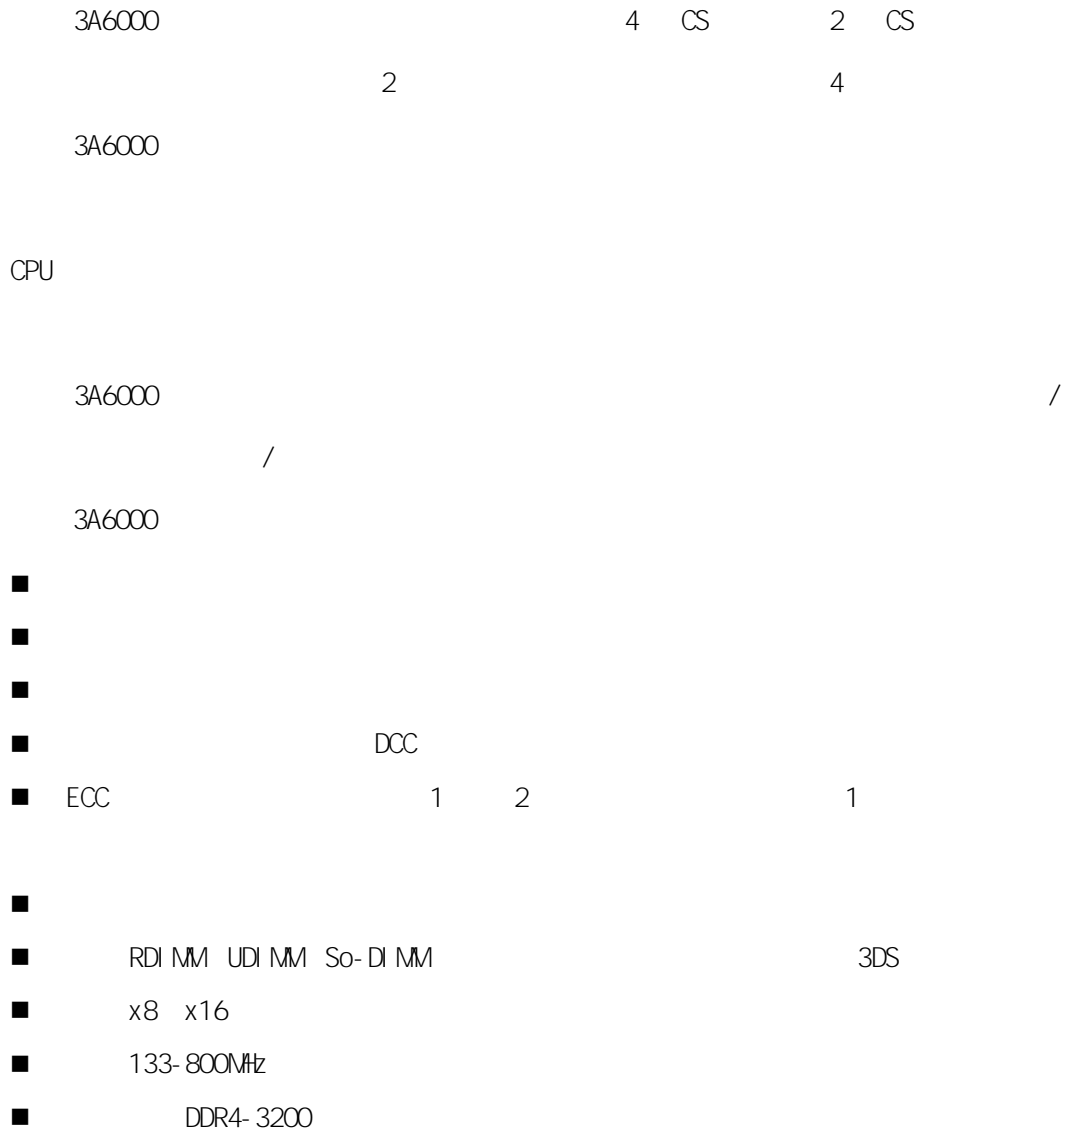 3A6000 4 CS 2 CS
2 4
3A6000
CPU
3A6000 /
/
3A6000
■
■
■
■ DCC
■ ECC 1 2 1
■
■ RDIMM UDIMM So-DIMM 3DS
■ x8 x16
■ 133-800MHz
■ DDR4-3200